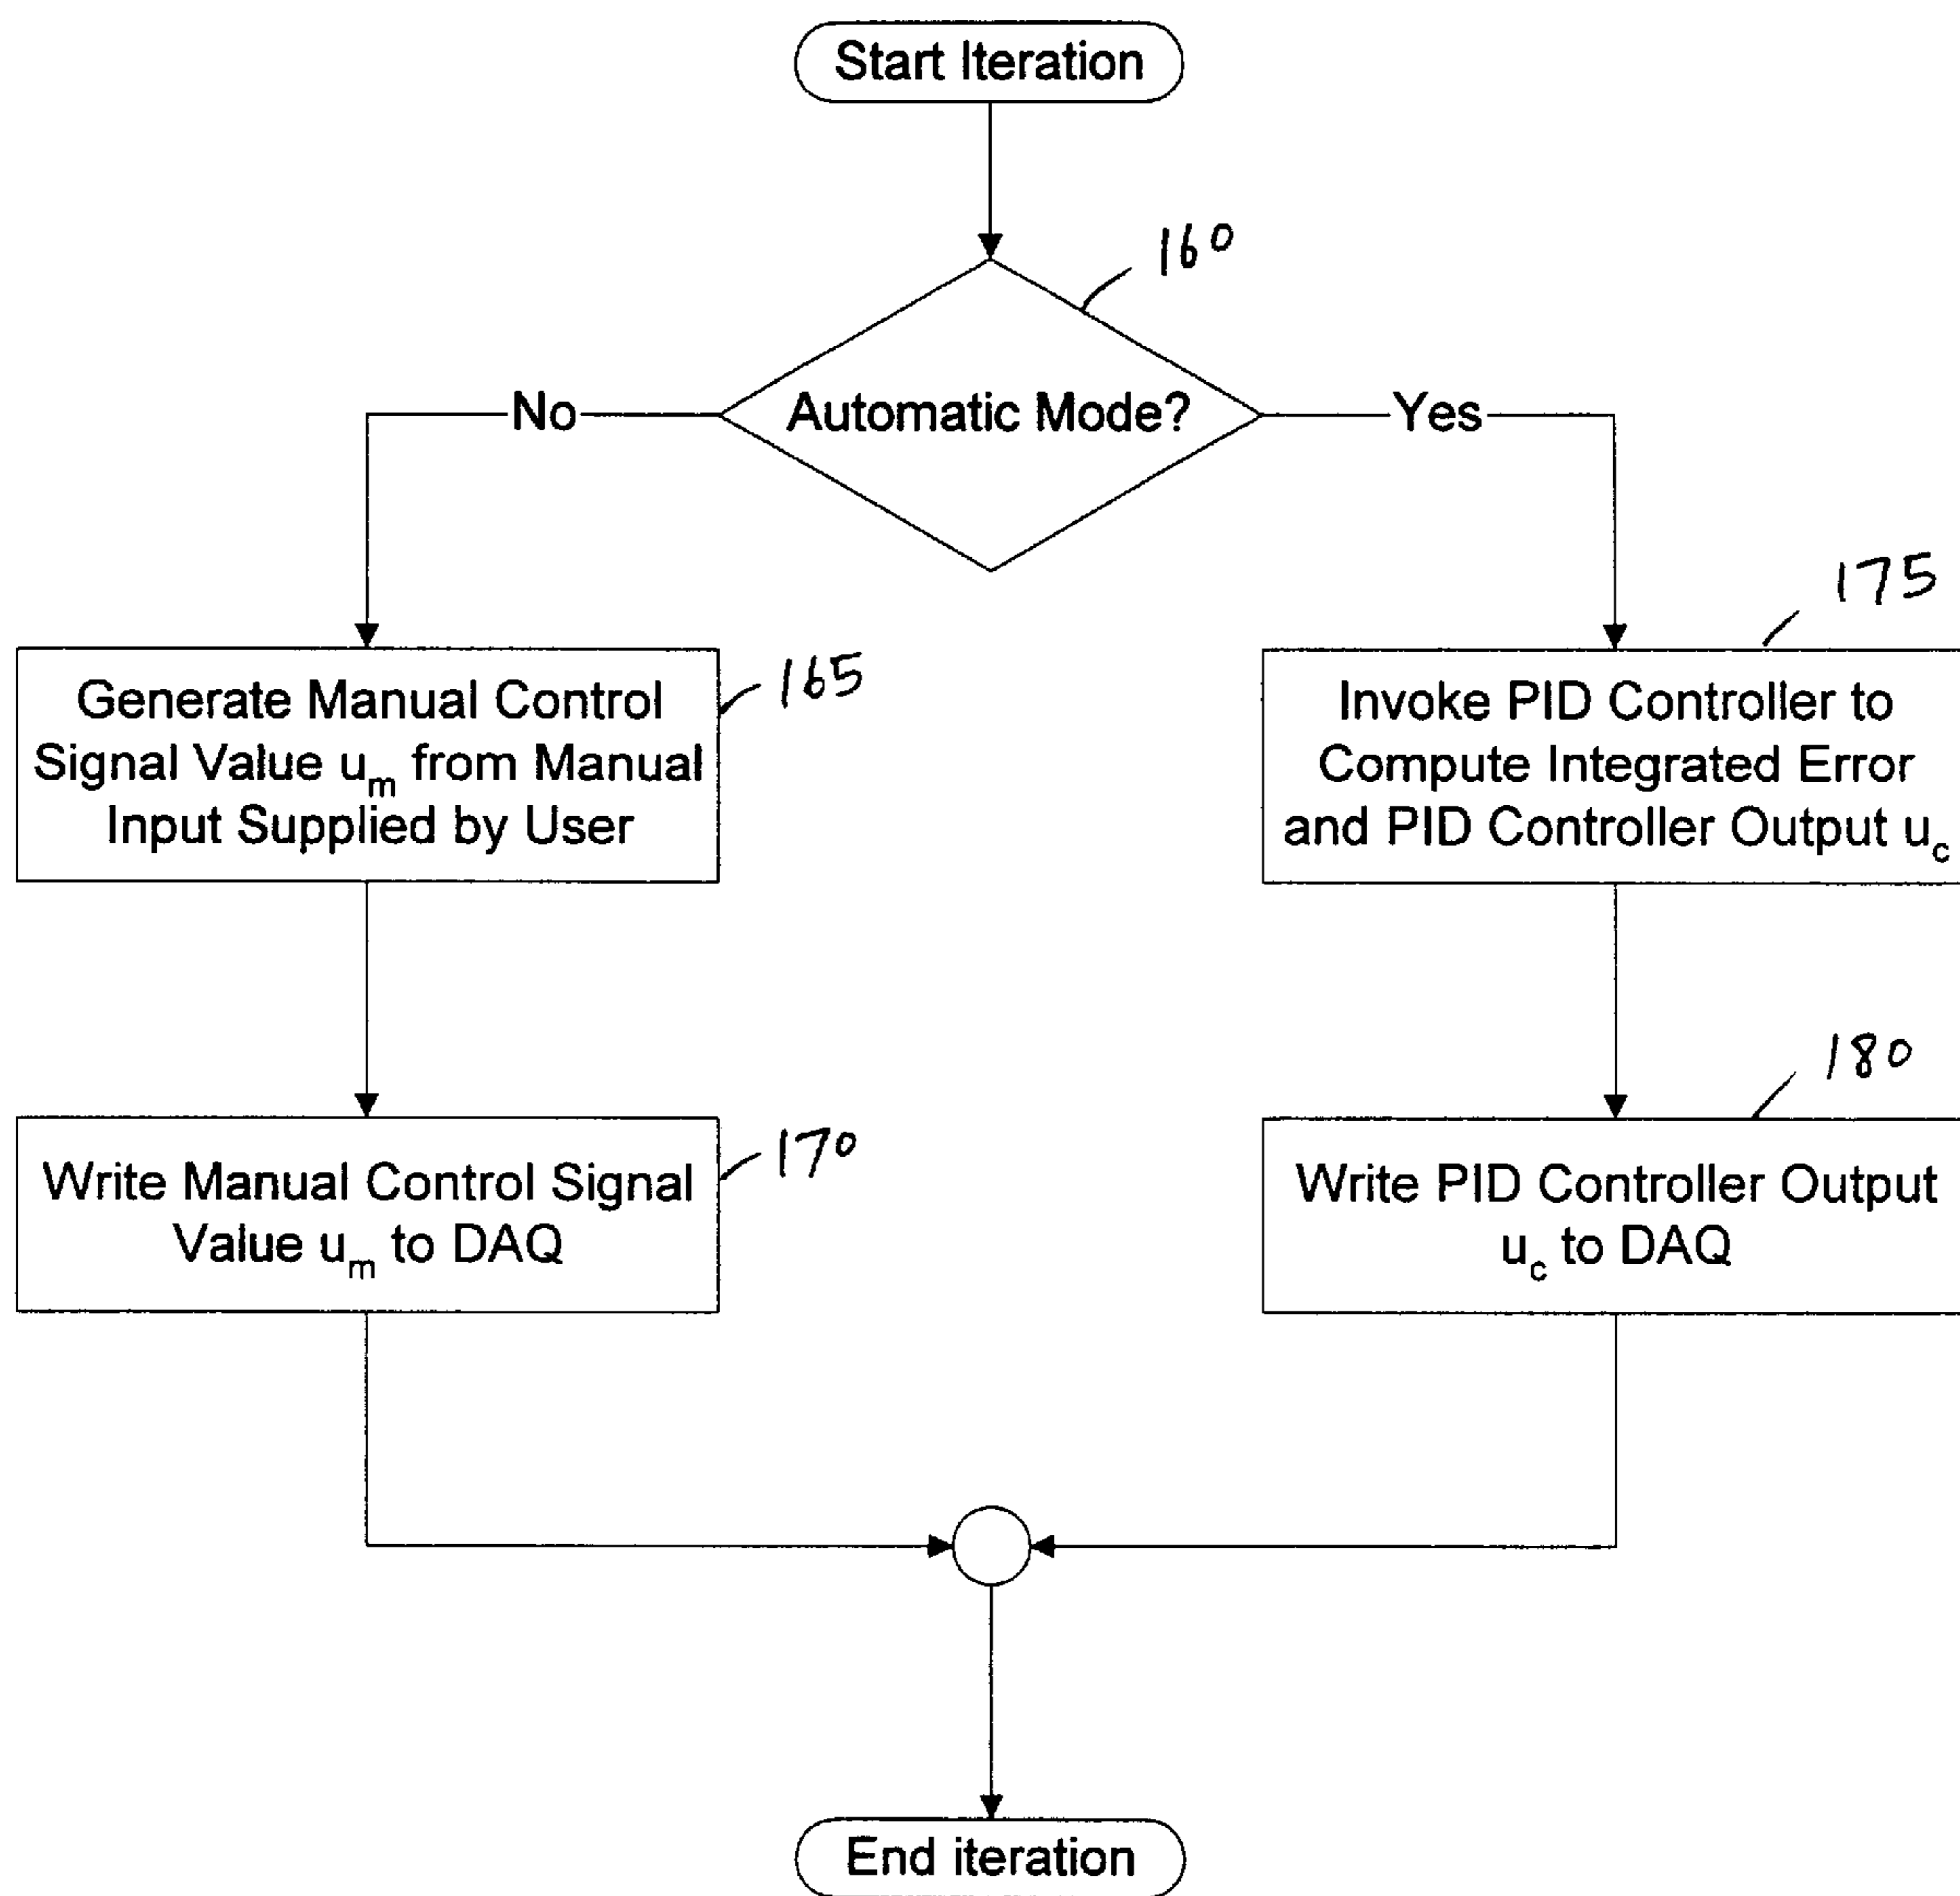 Start Iteration
160
No
Automatic Mode?
Yes
175
Generate Manual Control
Signal Value uₘ from Manual
Input Supplied by User
165
Invoke PID Controller to
Compute Integrated Error
and PID Controller Output u_c
180
Write Manual Control Signal
Value uₘ to DAQ
170
Write PID Controller Output
u_c to DAQ
End iteration